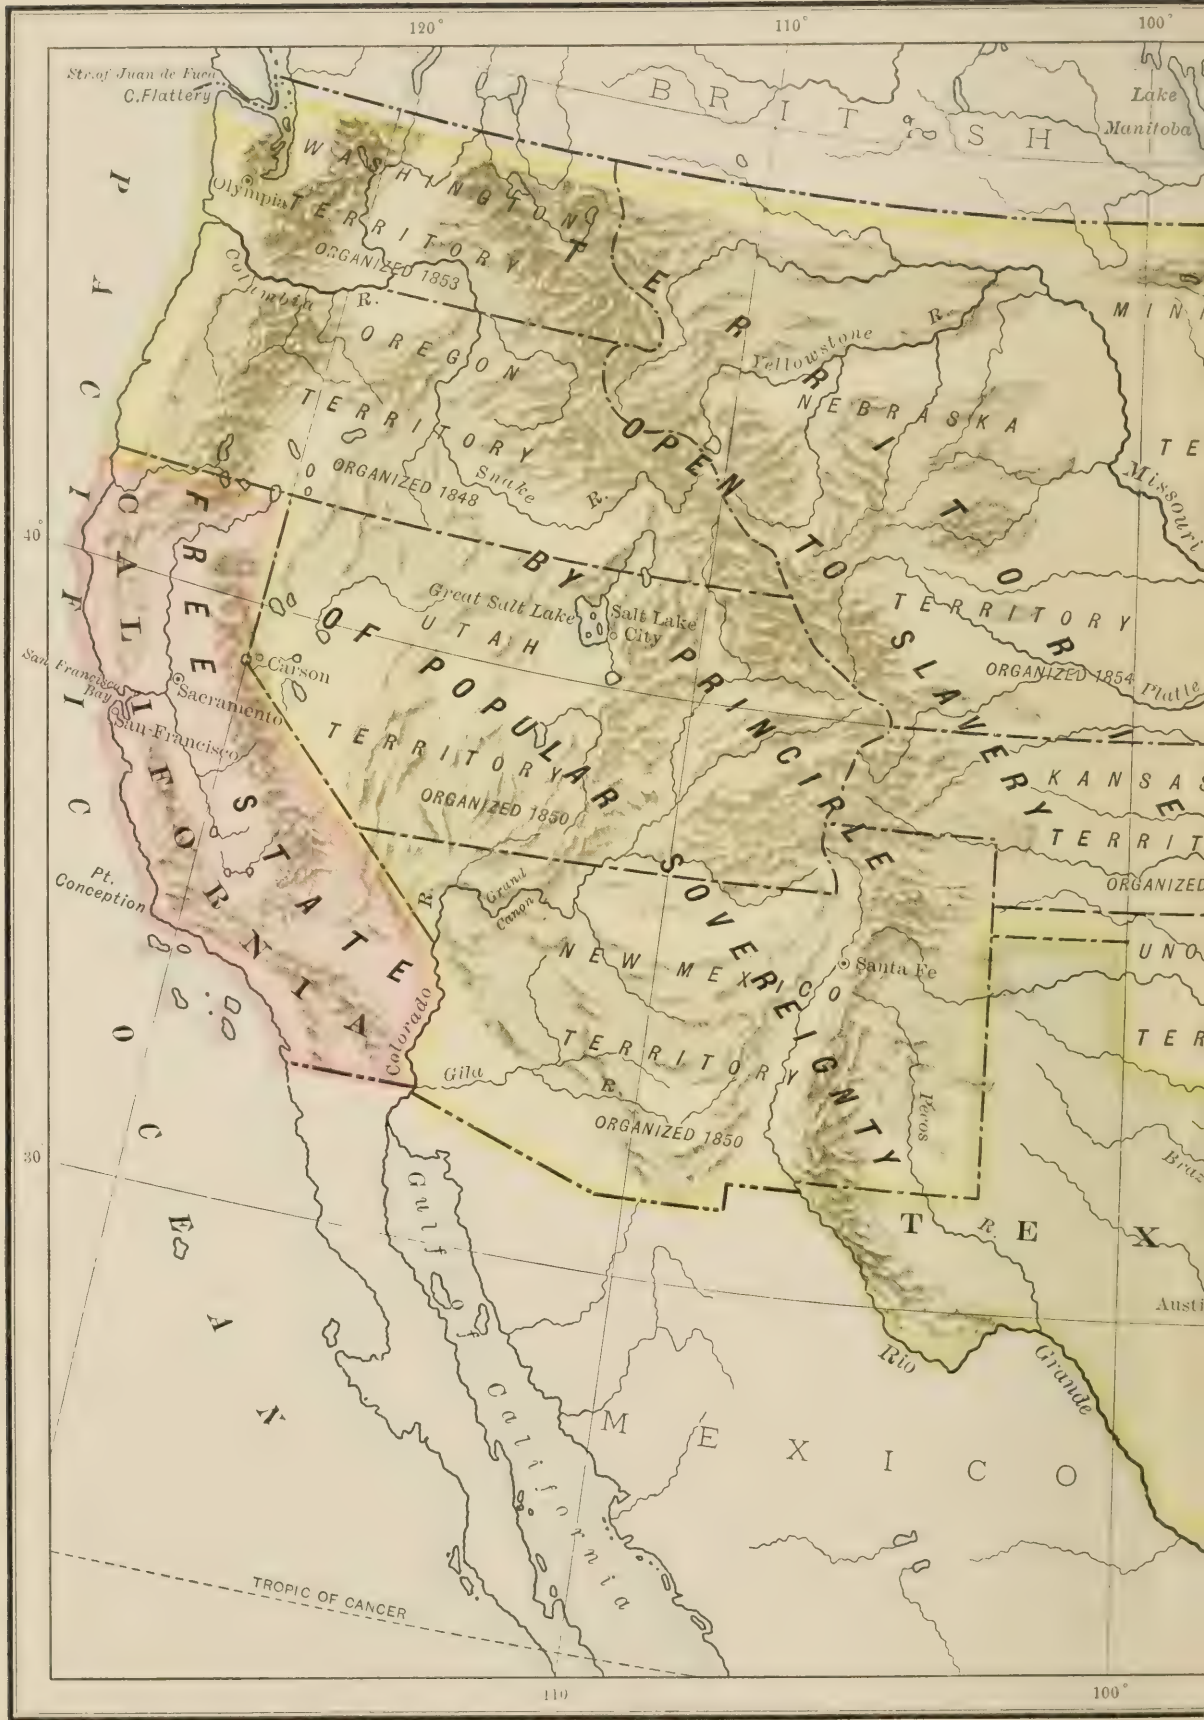 120°
110°
100°
Str. of Juan de Fuca
C. Flattery
BRITISH
Lake
Manitoba
WASHINGTON
TERRITORY
ORGANIZED 1853
Olympia
Columbia R.
OREGON
TERRITORY
ORGANIZED 1848
Snake R.
Yellowstone R.
NEBRASKA
TERRITORY
ORGANIZED 1854
MIN
TE
Missouri
Platte
TERRITORIE
OPEN TO SLAVERY
BY PRINCIPLE
OF POPULAR SOVEREIGNTY
PACIFIC OCEAN
40°
CALIFORNIA
FREE STATE
San Francisco
Bay
San Francisco
Sacramento
Carson
Great Salt Lake
Salt Lake
City
UTAH
TERRITORY
ORGANIZED 1850
KANSAS
TERRIT
ORGANIZED
UNO
TER
Pt.
Conception
Grand
Canon
Colorado R.
NEW MEXICO
TERRITORY
ORGANIZED 1850
Santa Fe
Gila R.
Pecos R.
Braz
30°
TEX
Austi
Rio Grande
Gulf of California
MEXICO
TROPIC OF CANCER
110
100°